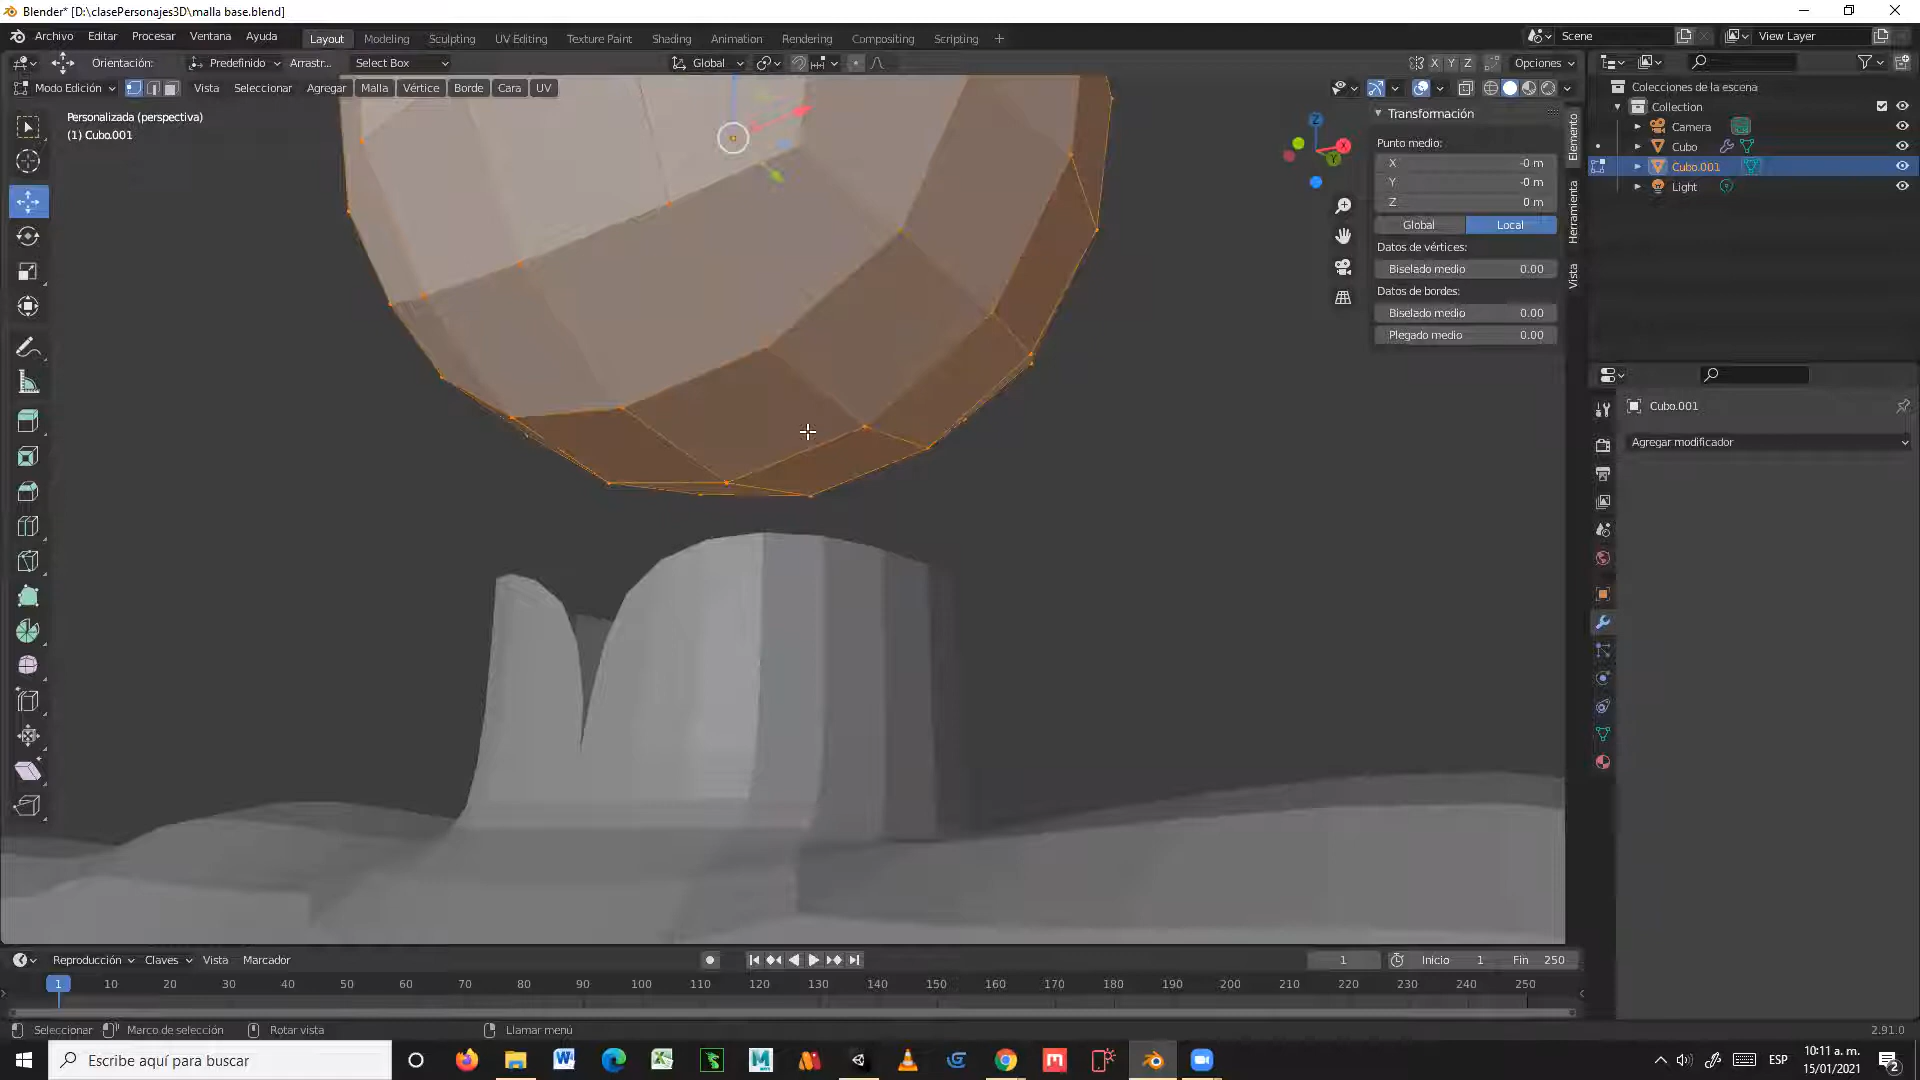 Blender* [D:\clasePersonajes3D\malla base.blend]
Archivo Editar Procesar Ventana Ayuda Layout Modeling Sculpting UV Editing Texture Paint Shading Animation Rendering Compositing Scripting + Scene View Layer
Orientación: Predefinido Arrastr... Select Box Global X Y Z Opciones
Modo Edición Vista Seleccionar Agregar Malla Vértice Borde Cara UV
Personalizada (perspectiva)
(1) Cubo.001
Transformación
Punto medio:
X -0 m
Y -0 m
Z 0 m
Global Local
Datos de vértices:
Biselado medio 0.00
Datos de bordes:
Biselado medio 0.00
Plegado medio 0.00
Elemento
Herramienta
Vista
Z
X
Y
Colecciones de la escena
Collection
Camera
Cubo
Cubo.001
Light
Cubo.001
Agregar modificador
Reproducción Claves Vista Marcador 1 Inicio 1 Fin 250
1 10 20 30 40 50 60 70 80 90 100 110 120 130 140 150 160 170 180 190 200 210 220 230 240 250
Seleccionar Marco de selección Rotar vista Llamar menú 2.91.0
Escribe aquí para buscar
ESP
10:11 a. m.
15/01/2021
2